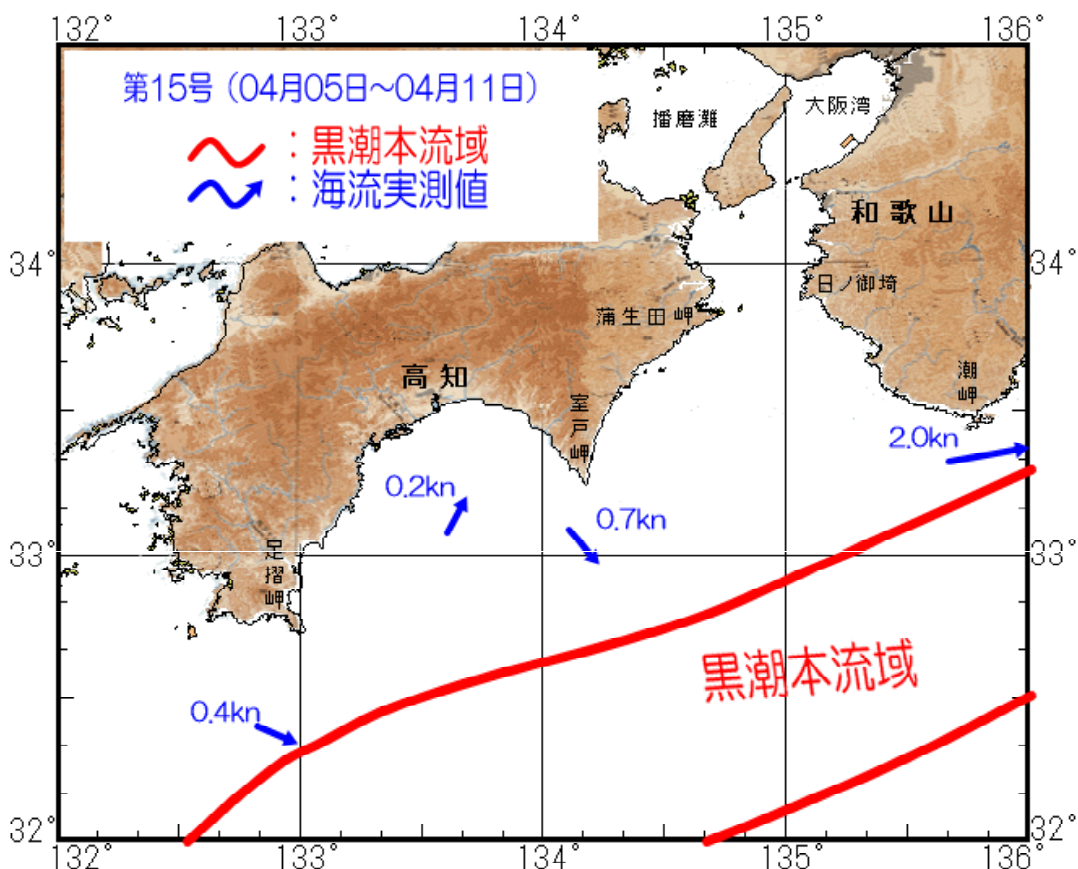 132° 133° 134° 135° 136°
第15号（04月05日～04月11日）
：黒潮本流域
：海流実測値
播磨灘
大阪湾
和歌山
34° 34°
日ノ御埼
蒲生田岬
高知
潮岬
室戸岬
2.0kn
0.2kn
0.7kn
33° 33°
足摺岬
黒潮本流域
0.4kn
32° 32°
132° 133° 134° 135° 136°